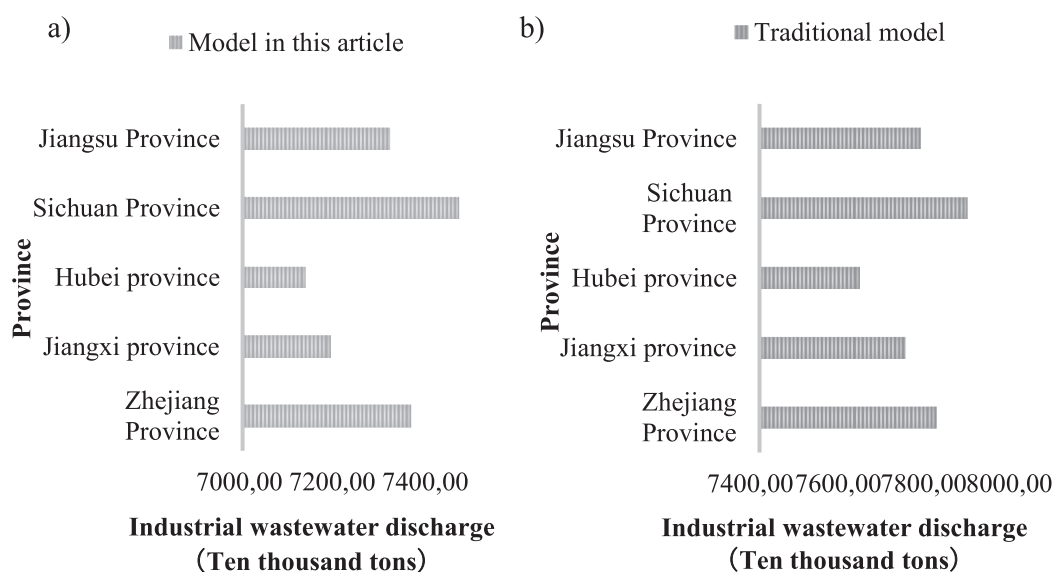 a)
Model in this article
Province
Jiangsu Province
Sichuan Province
Hubei province
Jiangxi province
Zhejiang
Province
7000,00 7200,00 7400,00
Industrial wastewater discharge
(Ten thousand tons)
b)
Traditional model
Province
Jiangsu Province
Sichuan
Province
Hubei province
Jiangxi province
Zhejiang
Province
7400,007600,007800,008000,00
Industrial wastewater discharge
(Ten thousand tons)